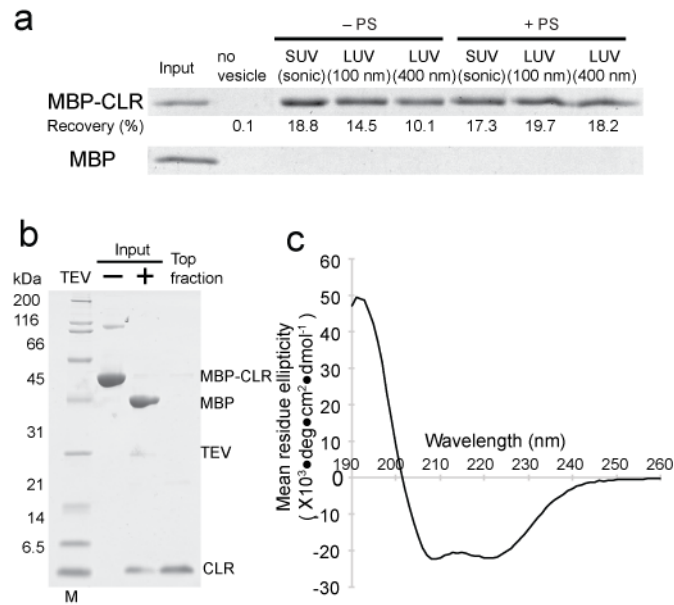 a
– PS + PS
Input no vesicle SUV (sonic) LUV (100 nm) LUV (400 nm) SUV (sonic) LUV (100 nm) LUV (400 nm)
MBP-CLR
Recovery (%) 0.1 18.8 14.5 10.1 17.3 19.7 18.2
MBP
b
Input Top fraction
kDa TEV – +
200
116
66
45
31
21
14
6.5
MBP-CLR
MBP
TEV
CLR
M
c
Mean residue ellipticity
( X10³●deg●cm²●dmol⁻¹)
60
50
40
30
20
10
0
-10
-20
-30
Wavelength (nm)
190 200 210 220 230 240 250 260